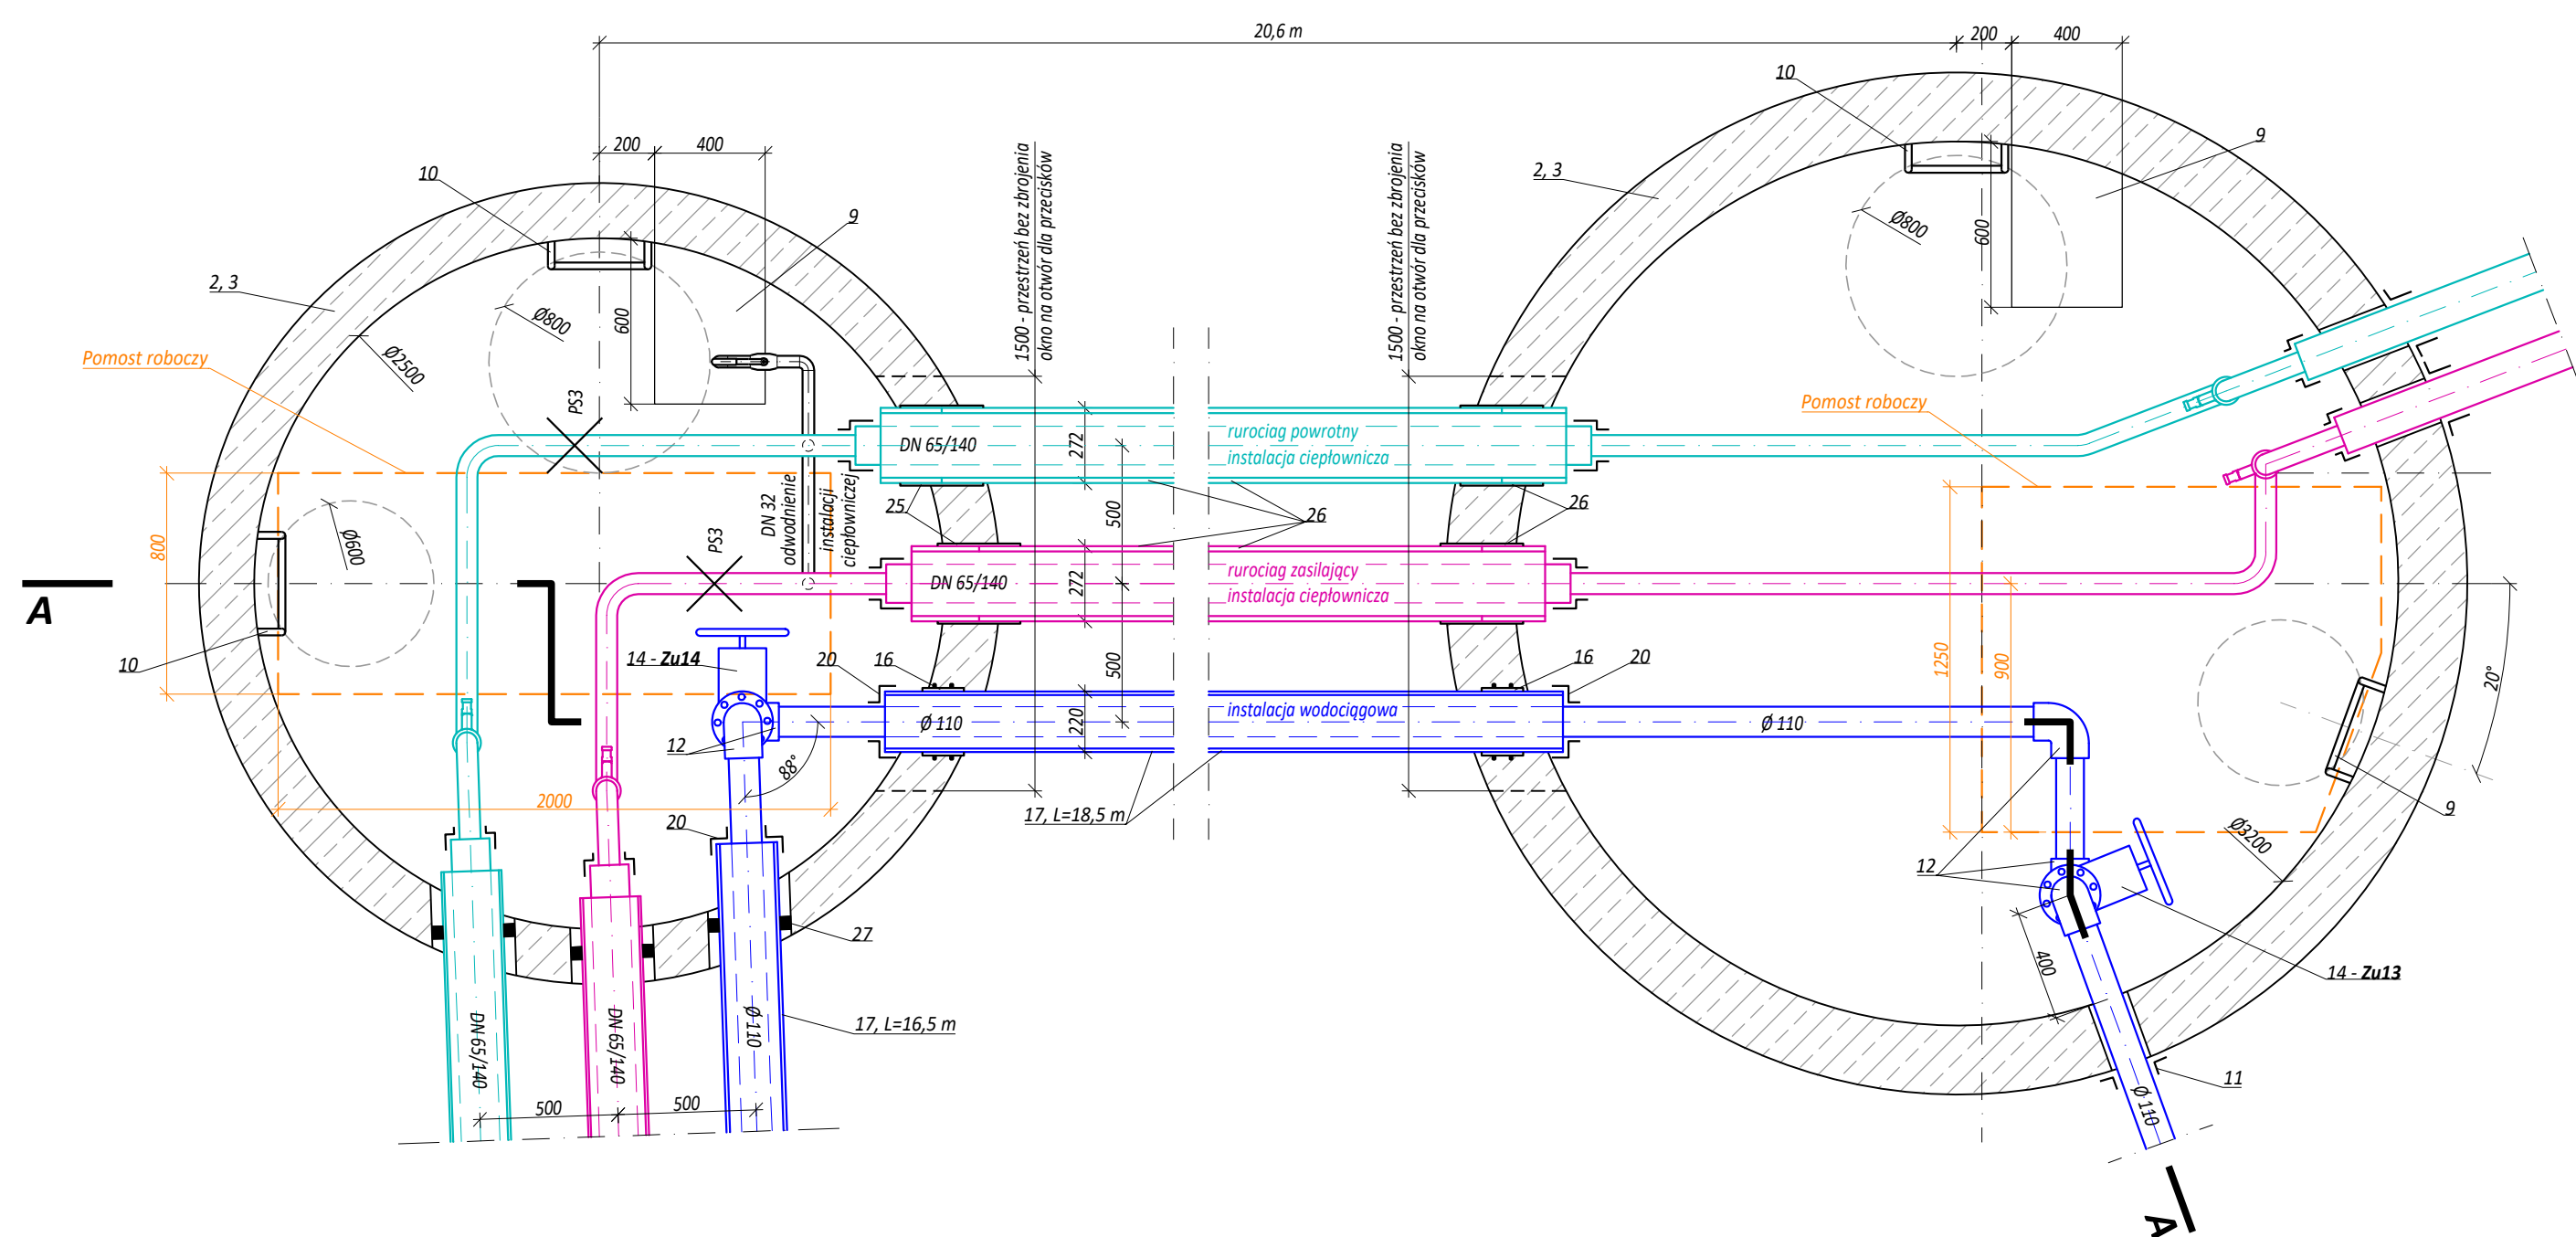 20,6 m
200
400
10
9
2, 3
Ø800
600
200
400
10
9
2, 3
Ø800
600
Ø2500
1500 - przestrzeń bez zbrojenia
okno na otwór dla przecisków
1500 - przestrzeń bez zbrojenia
okno na otwór dla przecisków
Pomost roboczy
PS3
Pomost roboczy
DN 65/140
272
rurociąg powrotny
instalacja ciepłownicza
DN 32
odwodnienie
instalacji
ciepłowniczej
25
26
26
500
800
Ø600
PS3
A
DN 65/140
272
rurociąg zasilający
instalacja ciepłownicza
10
14 - Zu14
20
16
500
16
20
1250
900
20°
12
88°
Ø 110
220
instalacja wodociągowa
Ø 110
2000
20
17, L=18,5 m
9
Ø3200
12
27
400
14 - Zu13
DN 65/140
DN 65/140
Ø 110
17, L=16,5 m
500
500
11
Ø 110
A